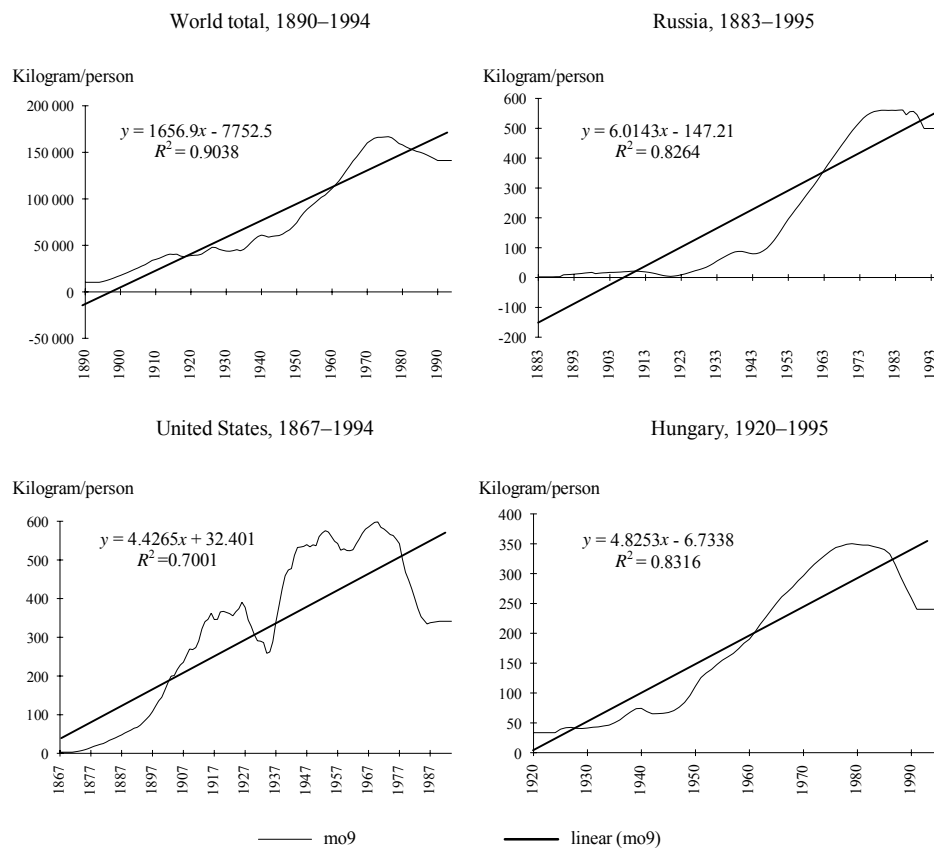 World total, 1890–1994
Kilogram/person
200 000
150 000
100 000
50 000
0
-50 000
y = 1656.9x - 7752.5
R² = 0.9038
1890 1900 1910 1920 1930 1940 1950 1960 1970 1980 1990
Russia, 1883–1995
Kilogram/person
600
500
400
300
200
100
0
-100
-200
y = 6.0143x - 147.21
R² = 0.8264
1883 1893 1903 1913 1923 1933 1943 1953 1963 1973 1983 1993
United States, 1867–1994
Kilogram/person
600
500
400
300
200
100
0
y = 4.4265x + 32.401
R² =0.7001
1867 1877 1887 1897 1907 1917 1927 1937 1947 1957 1967 1977 1987
Hungary, 1920–1995
Kilogram/person
400
350
300
250
200
150
100
50
0
y = 4.8253x - 6.7338
R² = 0.8316
1920 1930 1940 1950 1960 1970 1980 1990
mo9 linear (mo9)